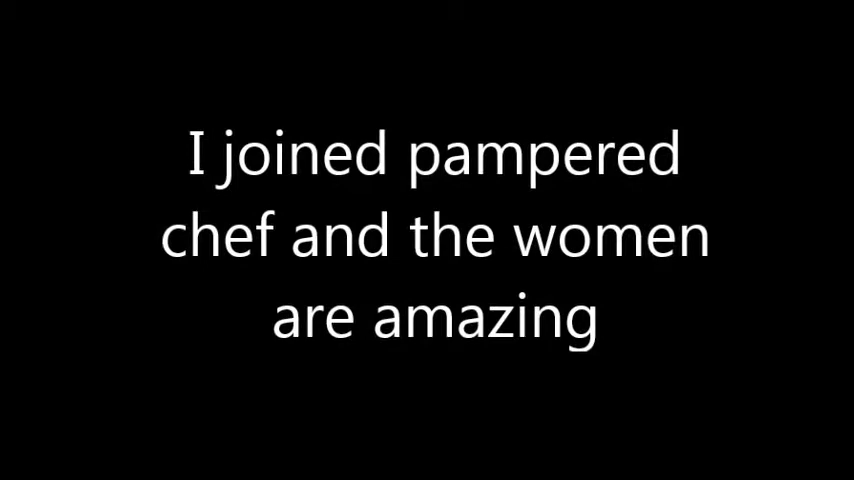 I joined pampered
chef and the women
are amazing